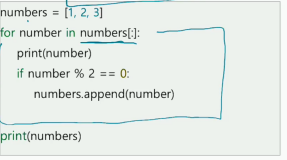 numbers = [1, 2, 3]
for number in numbers[:]:
    print(number)
    if number % 2 == 0:
        numbers.append(number)
print(numbers)